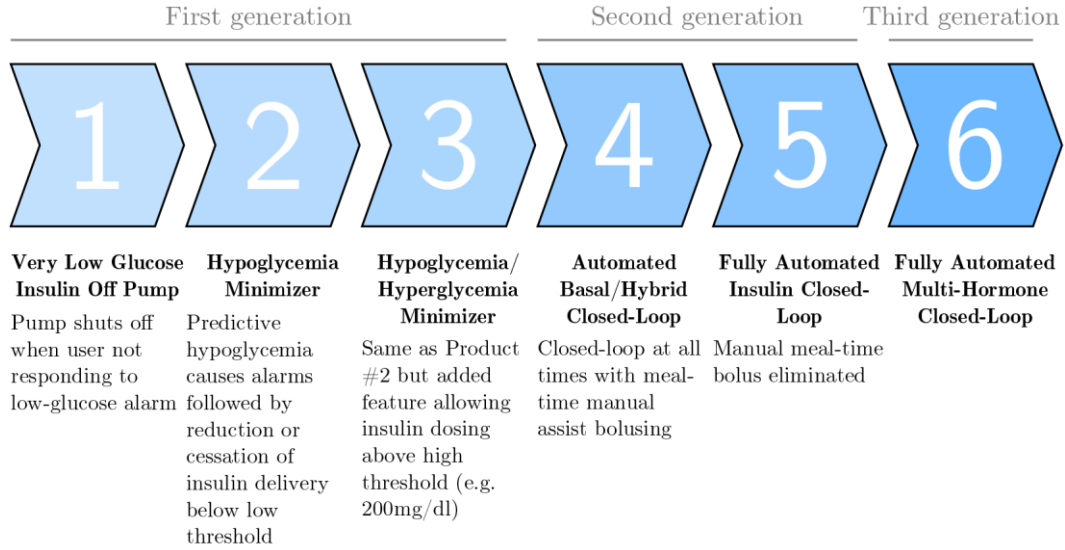 First generation
Second generation
Third generation
1
2
3
4
5
6
Very Low Glucose
Insulin Off Pump
Pump shuts off
when user not
responding to
low-glucose alarm
Hypoglycemia
Minimizer
Predictive
hypoglycemia
causes alarms
followed by
reduction or
cessation of
insulin delivery
below low
threshold
Hypoglycemia/
Hyperglycemia
Minimizer
Same as Product
#2 but added
feature allowing
insulin dosing
above high
threshold (e.g.
200mg/dl)
Automated
Basal/Hybrid
Closed-Loop
Closed-loop at all
times with meal-
time manual
assist bolusing
Fully Automated
Insulin Closed-
Loop
Manual meal-time
bolus eliminated
Fully Automated
Multi-Hormone
Closed-Loop